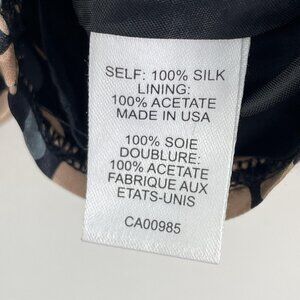 SELF: 100% SILK
LINING:
100% ACETATE
MADE IN USA
100% SOIE
DOUBLURE:
100% ACETATE
FABRIQUE AUX
ETATS-UNIS
CA00985